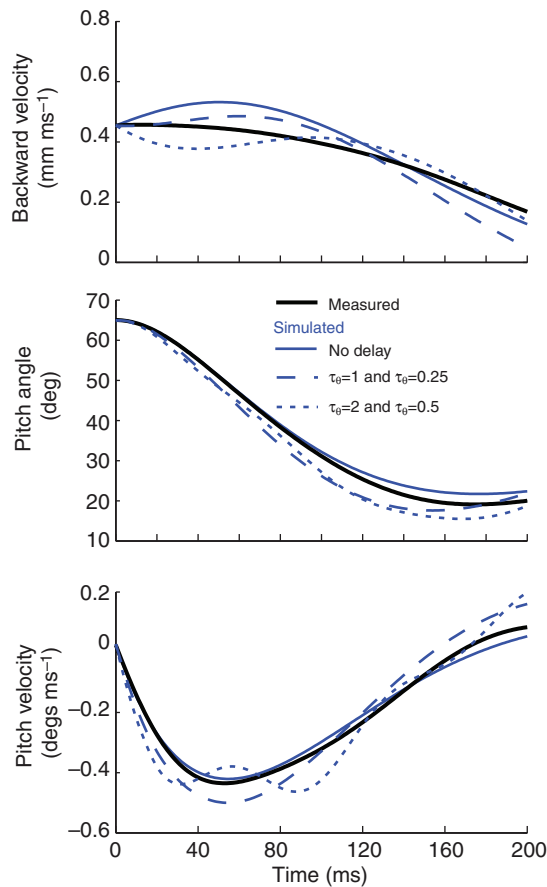 0.8
0.6
0.4
0.2
0
Backward velocity
(mm ms⁻¹)
70
60
50
40
30
20
10
Pitch angle
(deg)
Measured
Simulated
No delay
τθ=1 and τθ=0.25
τθ=2 and τθ=0.5
0.2
0
–0.2
–0.4
–0.6
Pitch velocity
(degs ms⁻¹)
0 40 80 120 160 200
Time (ms)